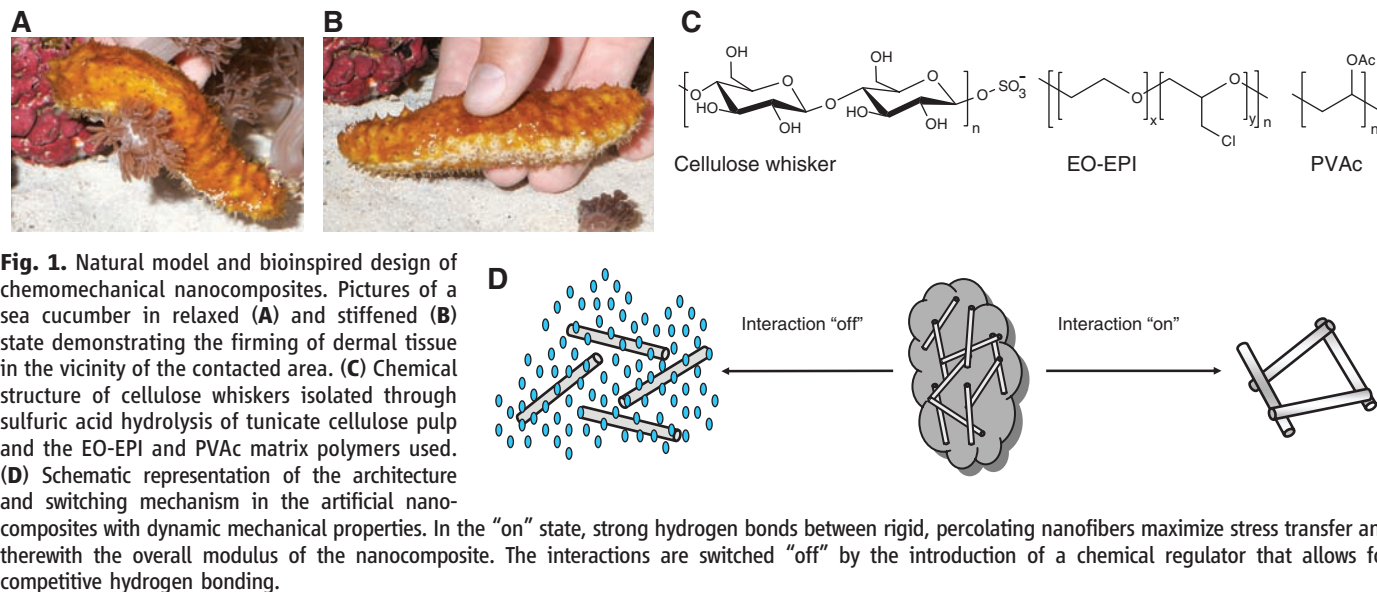 A
B
C
OH
O
HO
OH
O
OH
O
HO
OH
O
n
O
SO3-
O
x
O
y
n
Cl
OAc
n
Cellulose whisker
EO-EPI
PVAc
Fig. 1. Natural model and bioinspired design of
chemomechanical nanocomposites. Pictures of a
sea cucumber in relaxed (A) and stiffened (B)
state demonstrating the firming of dermal tissue
in the vicinity of the contacted area. (C) Chemical
structure of cellulose whiskers isolated through
sulfuric acid hydrolysis of tunicate cellulose pulp
and the EO-EPI and PVAc matrix polymers used.
(D) Schematic representation of the architecture
and switching mechanism in the artificial nano-
D
Interaction “off”
Interaction “on”
composites with dynamic mechanical properties. In the “on” state, strong hydrogen bonds between rigid, percolating nanofibers maximize stress transfer an
therewith the overall modulus of the nanocomposite. The interactions are switched “off” by the introduction of a chemical regulator that allows fo
competitive hydrogen bonding.